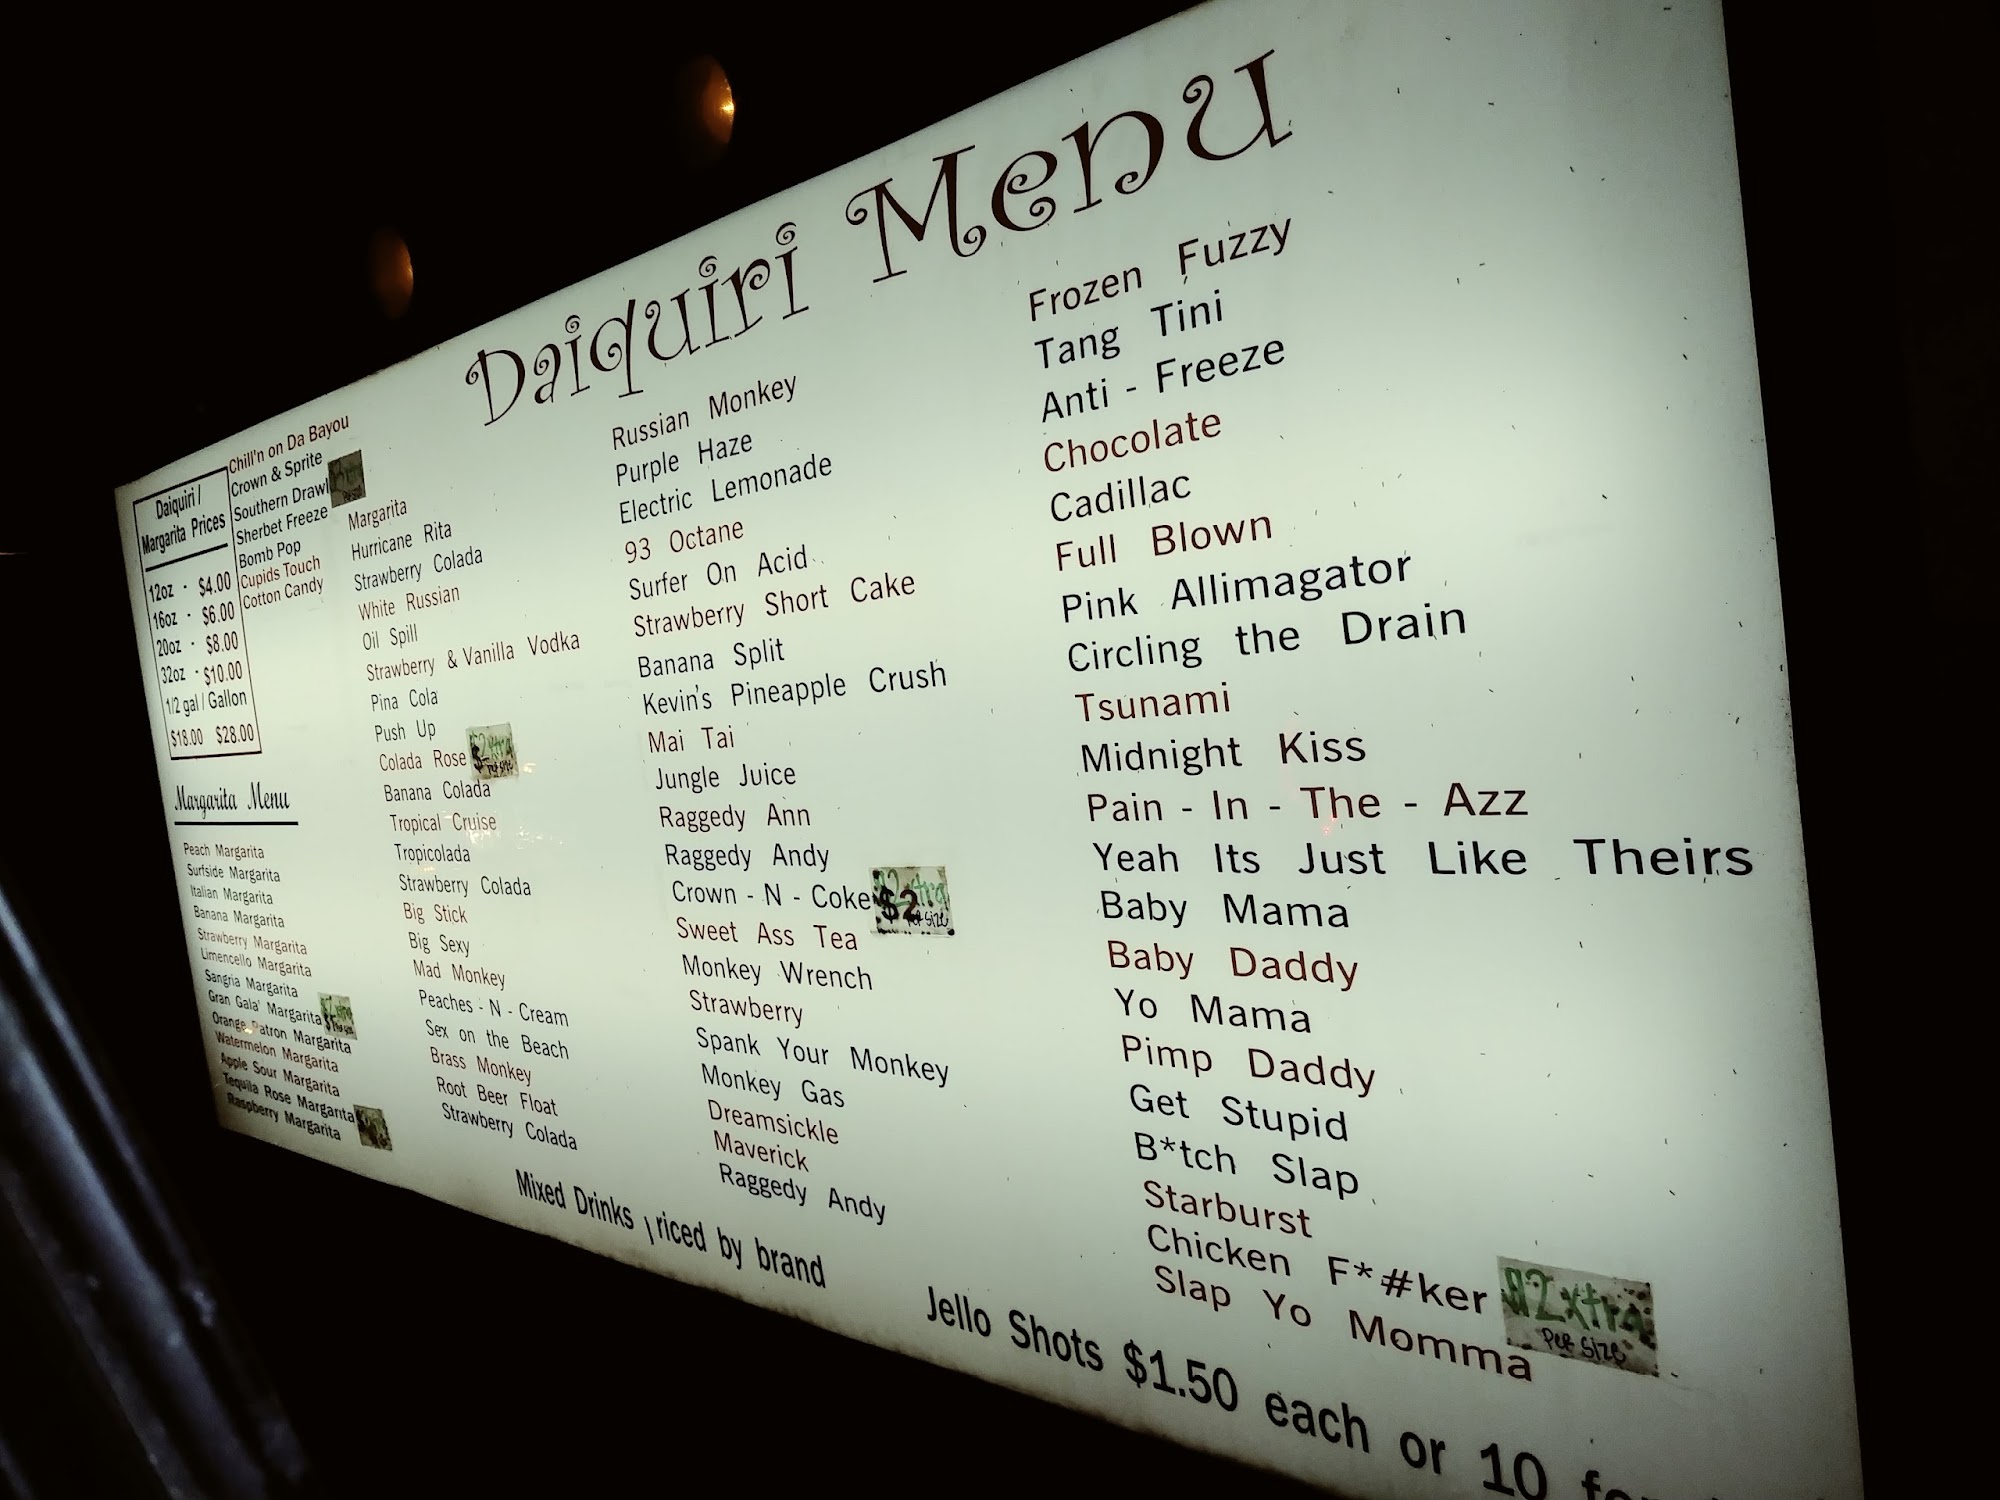 Daiquiri Menu
Daiquiri /
Margarita Prices
12oz - $4.00
16oz - $6.00
20oz - $8.00
32oz - $10.00
1/2 gal / Gallon
$18.00 $28.00
Chill'n on Da Bayou
Crown & Sprite
Southern Drawl
Sherbet Freeze
Bomb Pop
Cupids Touch
Cotton Candy
Margarita Menu
Peach Margarita
Surfside Margarita
Italian Margarita
Banana Margarita
Strawberry Margarita
Limencello Margarita
Sangria Margarita
Gran Gala' Margarita
Orange Patron Margarita
Watermelon Margarita
Apple Sour Margarita
Tequila Rose Margarita
Raspberry Margarita
Margarita
Hurricane Rita
Strawberry Colada
White Russian
Oil Spill
Strawberry & Vanilla Vodka
Pina Cola
Push Up
Colada Rose $2xtra
Per Size
Banana Colada
Tropical Cruise
Tropicolada
Strawberry Colada
Big Stick
Big Sexy
Mad Monkey
Peaches - N - Cream
Sex on the Beach
Brass Monkey
Root Beer Float
Strawberry Colada
Russian Monkey
Purple Haze
Electric Lemonade
93 Octane
Surfer On Acid
Strawberry Short Cake
Banana Split
Kevin's Pineapple Crush
Mai Tai
Jungle Juice
Raggedy Ann
Raggedy Andy
Crown - N - Coke $2xtra
Per Size
Sweet Ass Tea
Monkey Wrench
Strawberry
Spank Your Monkey
Monkey Gas
Dreamsickle
Maverick
Raggedy Andy
Frozen Fuzzy
Tang Tini
Anti - Freeze
Chocolate
Cadillac
Full Blown
Pink Allimagator
Circling the Drain
Tsunami
Midnight Kiss
Pain - In - The - Azz
Yeah Its Just Like Theirs
Baby Mama
Baby Daddy
Yo Mama
Pimp Daddy
Get Stupid
B*tch Slap
Starburst
Chicken F*#ker $2xtra
Per Size
Slap Yo Momma
Mixed Drinks riced by brand
Jello Shots $1.50 each or 10